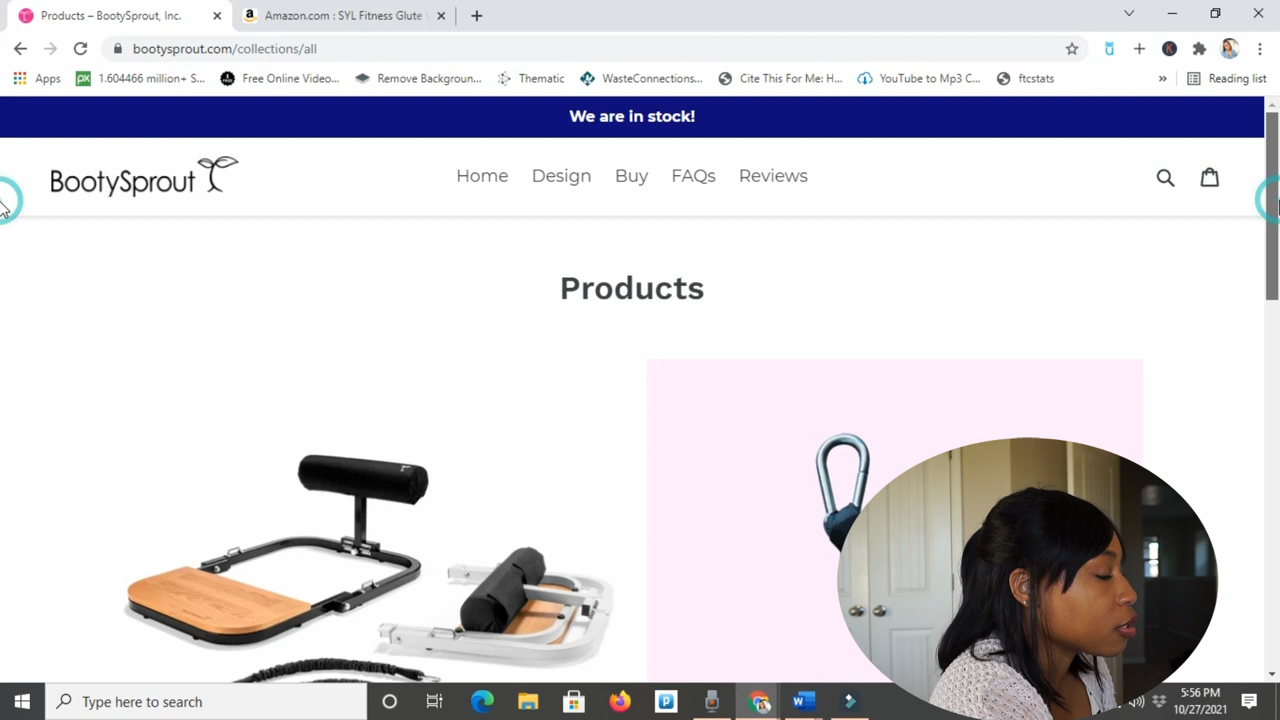 Products – BootySprout, Inc.
Amazon.com : SYL Fitness Glute
bootysprout.com/collections/all
K
Apps
px
1.604466 million+ S...
Free Online Video...
Remove Backgroun...
Thematic
WasteConnections...
Cite This For Me: H...
YouTube to Mp3 C...
ftcstats
»
Reading list
We are in stock!
BootySprout
Home
Design
Buy
FAQs
Reviews
Products
Type here to search
5:56 PM
10/27/2021